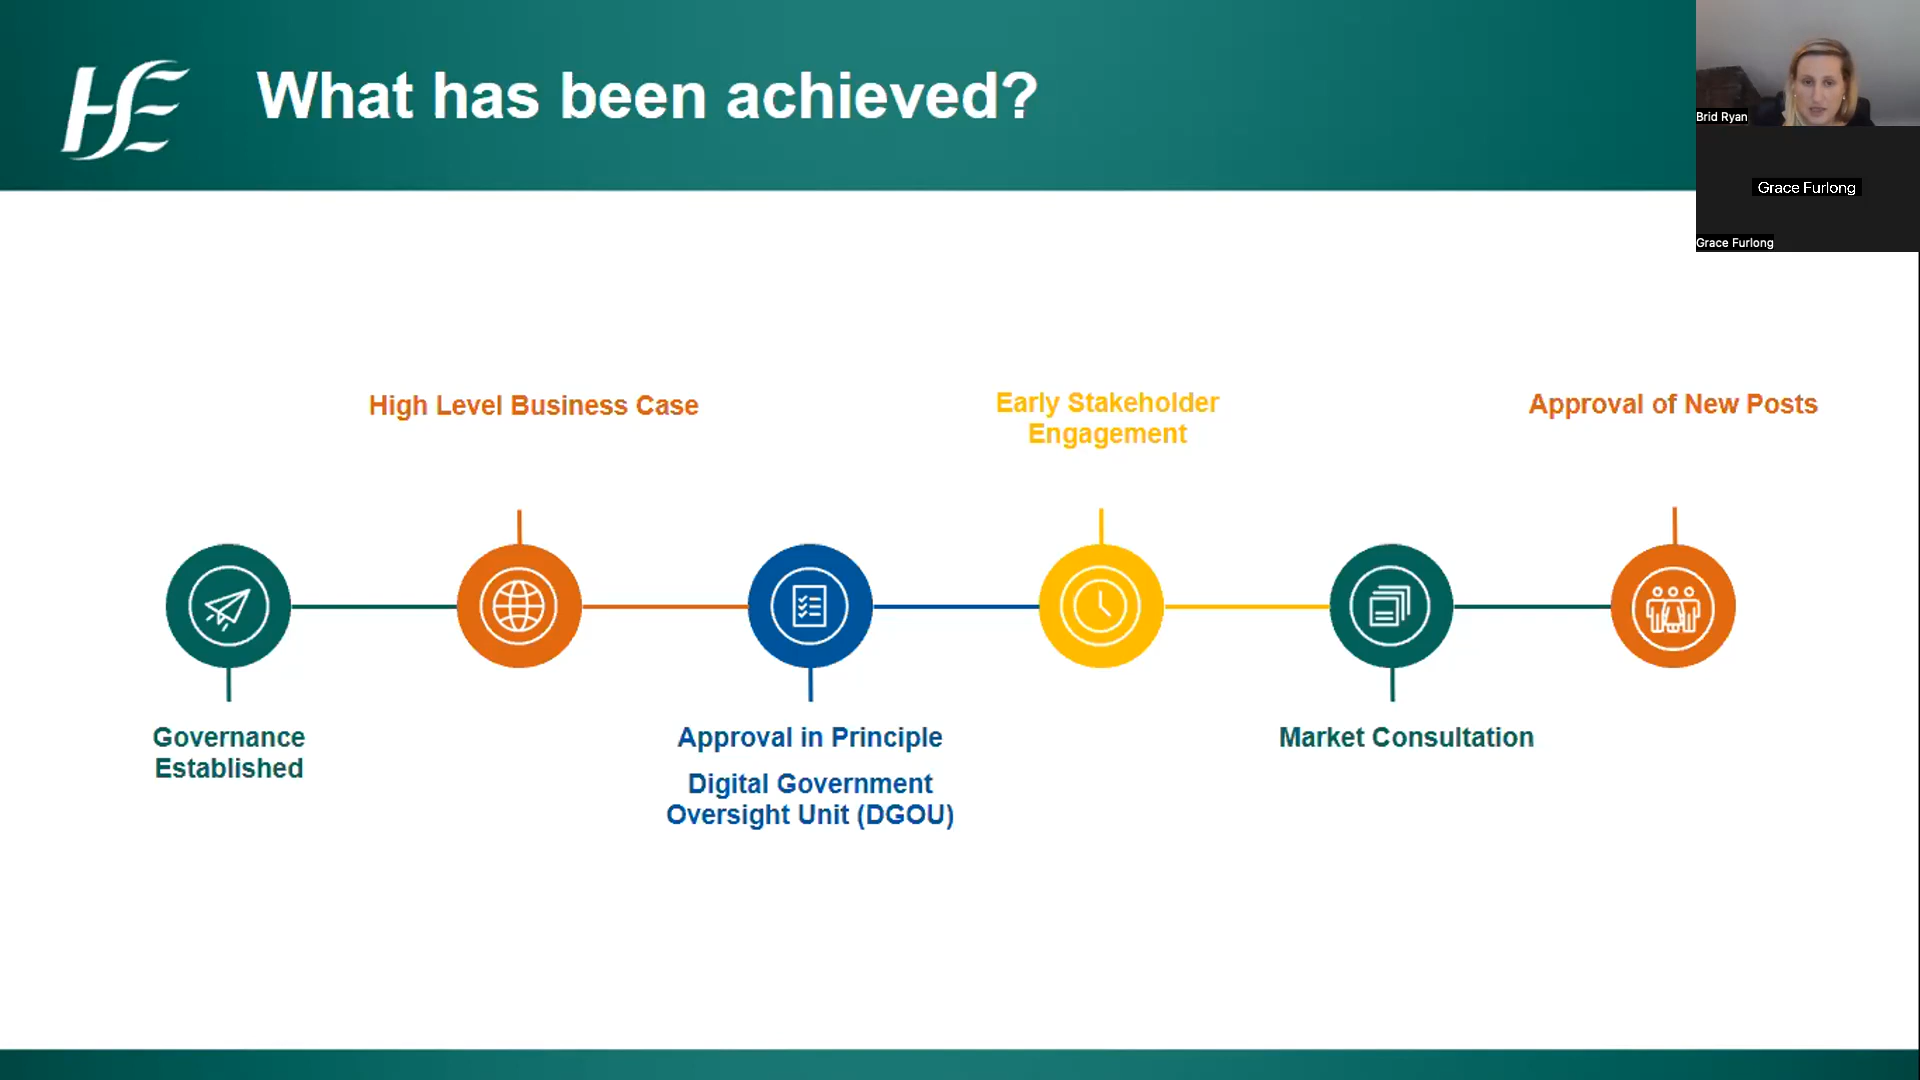 HSE
What has been achieved?
Brid Ryan
Grace Furlong
Grace Furlong
High Level Business Case
Early Stakeholder
Engagement
Approval of New Posts
Governance
Established
Approval in Principle
Digital Government
Oversight Unit (DGOU)
Market Consultation